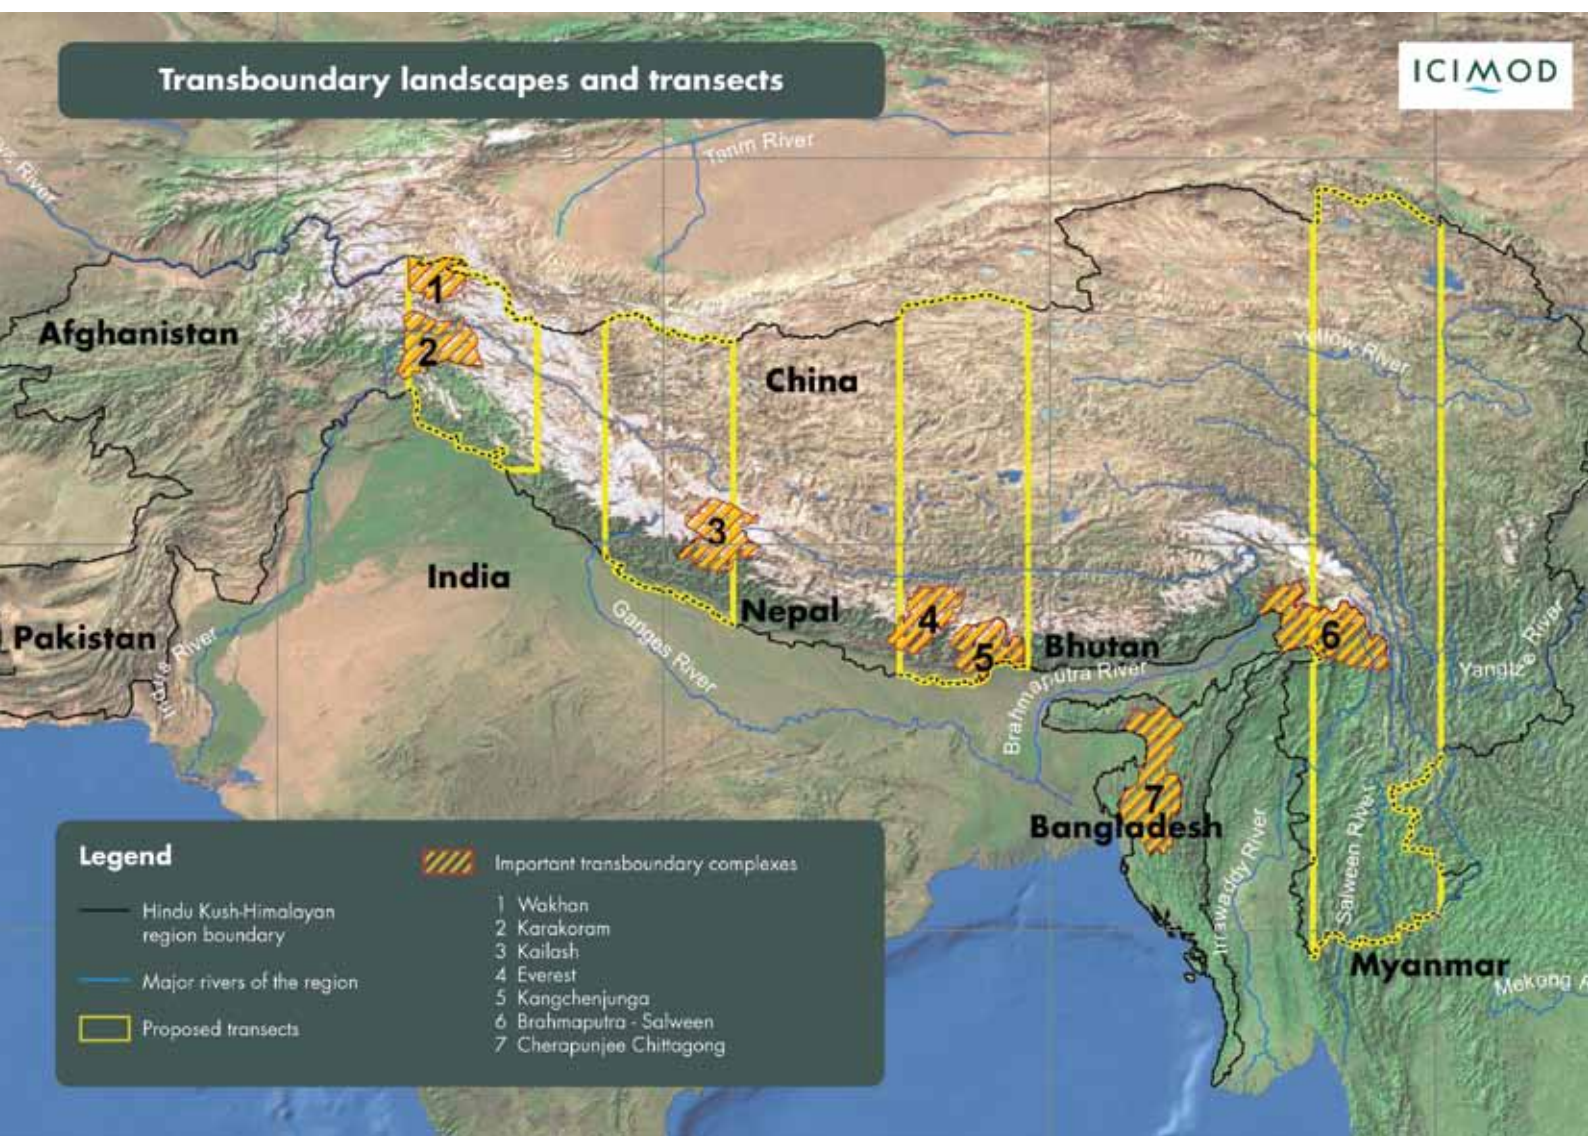 Transboundary landscapes and transects
ICIMOD
Tarim River
River
Afghanistan
China
Yellow River
India
Nepal
Bhutan
Pakistan
Indus River
Ganges River
Brahmaputra River
Yangtze River
Bangladesh
Irrawaddy River
Salween River
Myanmar
Mekong
1
2
3
4
5
6
7
Legend
Hindu Kush-Himalayan
region boundary
Major rivers of the region
Proposed transects
Important transboundary complexes
1 Wakhan
2 Karakoram
3 Kailash
4 Everest
5 Kangchenjunga
6 Brahmaputra - Salween
7 Cherapunjee Chittagong